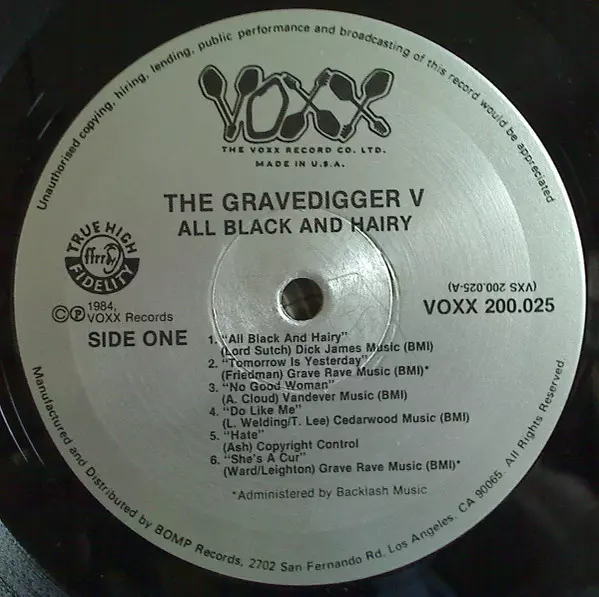 Unauthorised copying, hiring, lending, public performance and broadcasting of this record would be appreciated
VOXX
THE VOXX RECORD CO. LTD.
MADE IN U.S.A.
THE GRAVEDIGGER V
ALL BLACK AND HAIRY
TRUE HIGH
ffrr
FIDELITY
(VXS 200.025-A)
VOXX 200.025
©℗ 1984,
VOXX Records
SIDE ONE
1. "All Black And Hairy"
(Lord Sutch) Dick James Music (BMI)
2. "Tomorrow Is Yesterday"
(Friedman) Grave Rave Music (BMI)*
3. "No Good Woman"
(A. Cloud) Vandever Music (BMI)
4. "Do Like Me"
(L. Welding/T. Lee) Cedarwood Music (BMI)
5. "Hate"
(Ash) Copyright Control
6. "She's A Cur"
(Ward/Leighton) Grave Rave Music (BMI)*
*Administered by Backlash Music
Manufactured and Distributed by BOMP Records, 2702 San Fernando Rd. Los Angeles, CA 90065. All Rights Reserved